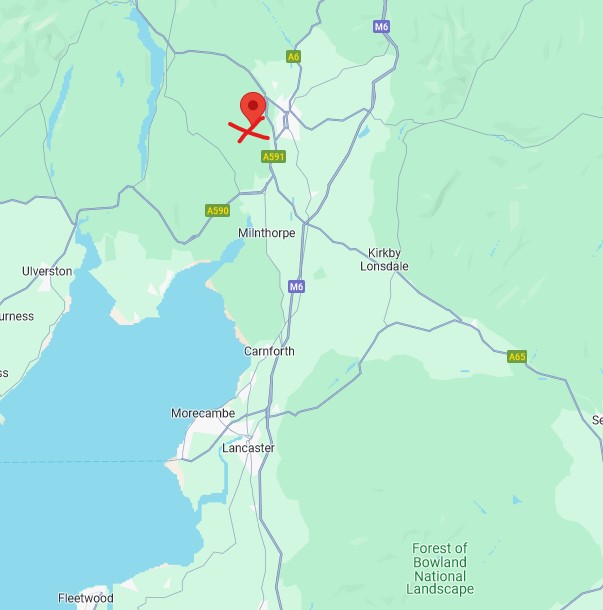 M6
A6
A591
A590
Milnthorpe
Kirkby
Lonsdale
Ulverston
M6
urness
Carnforth
A65
ss
Morecambe
Se
Lancaster
Forest of
Bowland
National
Landscape
Fleetwood